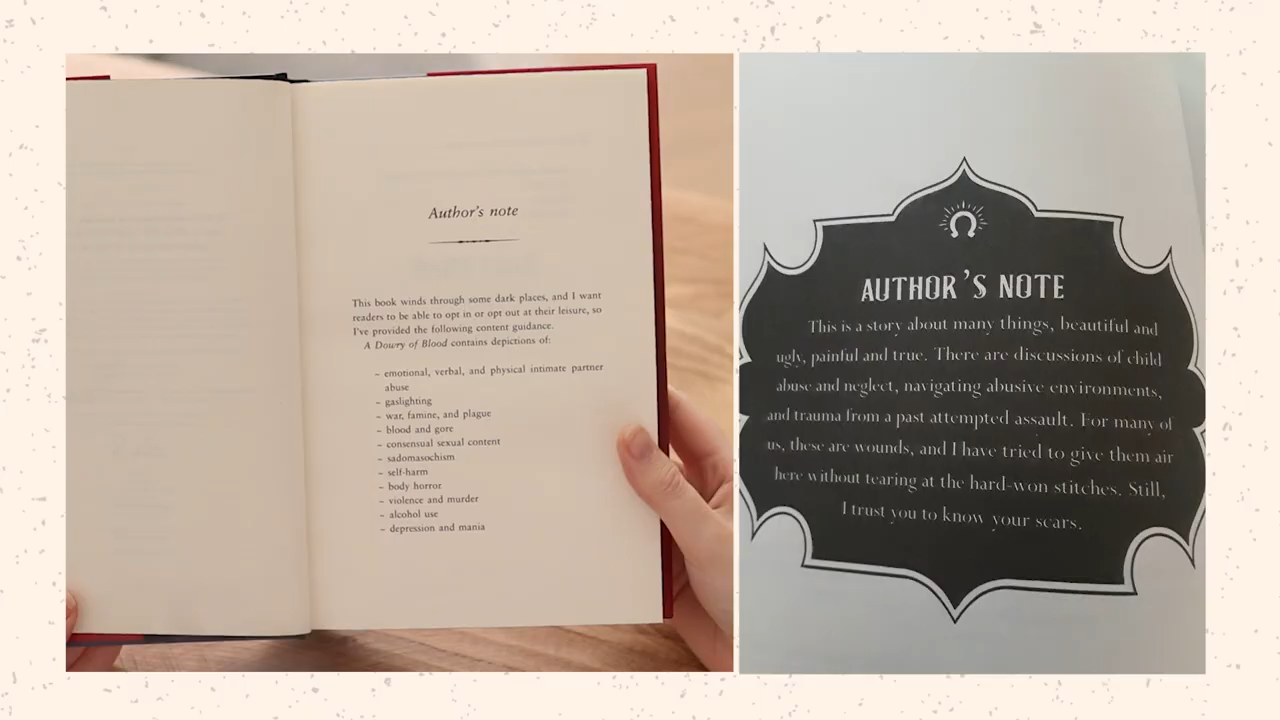 Author's note
This book winds through some dark places, and I want
readers to be able to opt in or opt out at their leisure, so
I've provided the following content guidance.
A Dowry of Blood contains depictions of:
– emotional, verbal, and physical intimate partner
abuse
– gaslighting
– war, famine, and plague
– blood and gore
– consensual sexual content
– sadomasochism
– self-harm
– body horror
– violence and murder
– alcohol use
– depression and mania
AUTHOR'S NOTE
This is a story about many things, beautiful and
ugly, painful and true. There are discussions of child
abuse and neglect, navigating abusive environments,
and trauma from a past attempted assault. For many of
us, these are wounds, and I have tried to give them air
here without tearing at the hard-won stitches. Still,
I trust you to know your scars.